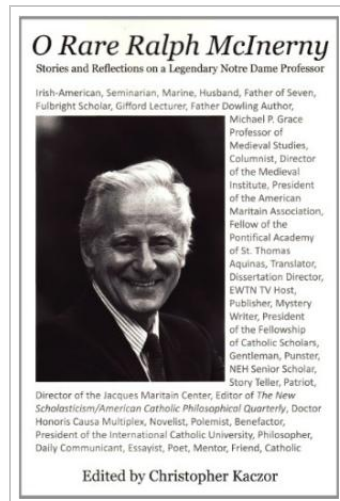 O Rare Ralph McInerny
Stories and Reflections on a Legendary Notre Dame Professor
Irish-American, Seminarian, Marine, Husband, Father of Seven,
Fulbright Scholar, Gifford Lecturer, Father Dowling Author,
Michael P. Grace
Professor of
Medieval Studies,
Columnist, Director
of the Medieval
Institute, President
of the American
Maritain Association,
Fellow of the
Pontifical Academy
of St. Thomas
Aquinas, Translator,
Dissertation Director,
EWTN TV Host,
Publisher, Mystery
Writer, President
of the Fellowship
of Catholic Scholars,
Gentleman, Punster,
NEH Senior Scholar,
Story Teller, Patriot,
Director of the Jacques Maritain Center, Editor of The New
Scholasticism/American Catholic Philosophical Quarterly, Doctor
Honoris Causa Multiplex, Novelist, Polemist, Benefactor,
President of the International Catholic University, Philosopher,
Daily Communicant, Essayist, Poet, Mentor, Friend, Catholic
Edited by Christopher Kaczor